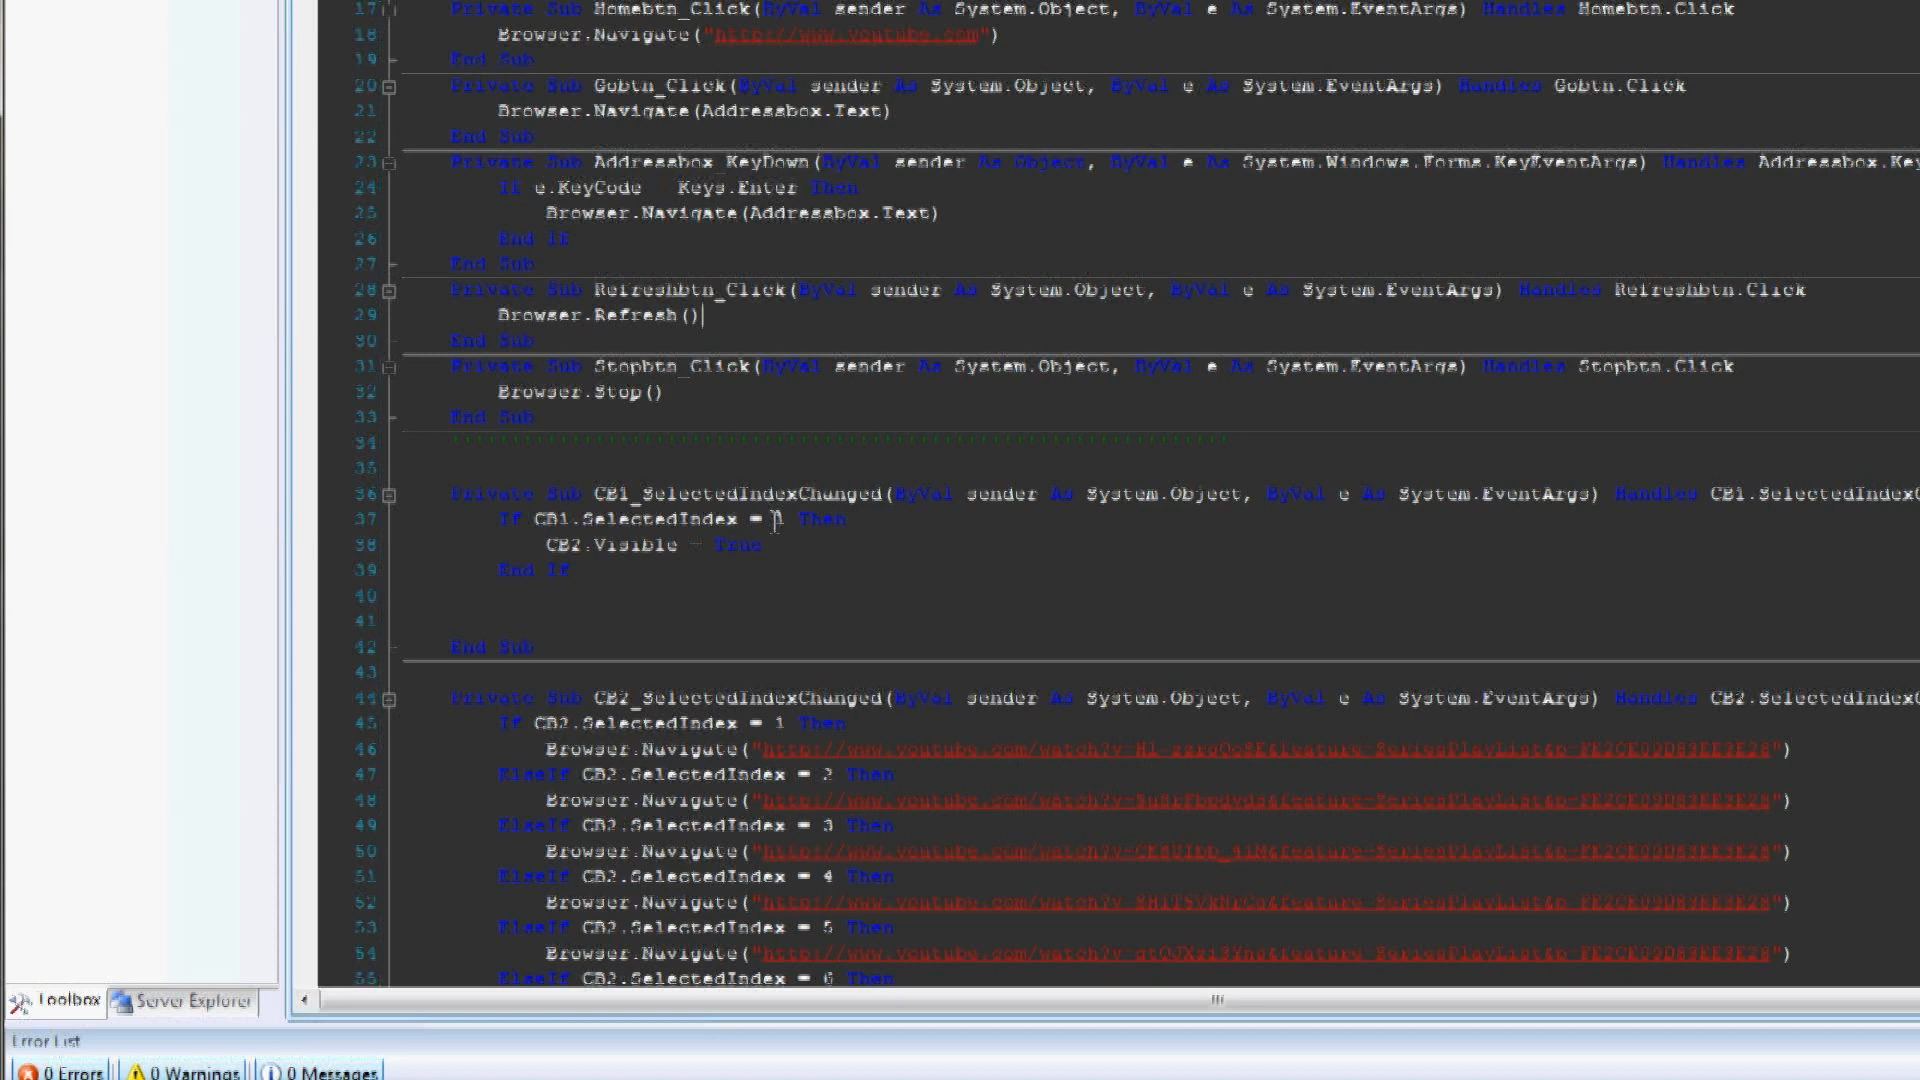 17 Private Sub Homebtn_Click(ByVal sender As System.Object, ByVal e As System.EventArgs) Handles Homebtn.Click
18 Browser.Navigate("http://www.youtube.com")
19 End Sub
20 Private Sub Gobtn_Click(ByVal sender As System.Object, ByVal e As System.EventArgs) Handles Gobtn.Click
21 Browser.Navigate(Addressbox.Text)
22 End Sub
23 Private Sub Addressbox_KeyDown(ByVal sender As Object, ByVal e As System.Windows.Forms.KeyEventArgs) Handles Addressbox.Key
24 If e.KeyCode = Keys.Enter Then
25 Browser.Navigate(Addressbox.Text)
26 End If
27 End Sub
28 Private Sub Refreshbtn_Click(ByVal sender As System.Object, ByVal e As System.EventArgs) Handles Refreshbtn.Click
29 Browser.Refresh()
30 End Sub
31 Private Sub Stopbtn_Click(ByVal sender As System.Object, ByVal e As System.EventArgs) Handles Stopbtn.Click
32 Browser.Stop()
33 End Sub
34
35
36 Private Sub CB1_SelectedIndexChanged(ByVal sender As System.Object, ByVal e As System.EventArgs) Handles CB1.SelectedIndexC
37 If CB1.SelectedIndex = 1 Then
38 CB2.Visible = True
39 End If
40
41
42 End Sub
43
44 Private Sub CB2_SelectedIndexChanged(ByVal sender As System.Object, ByVal e As System.EventArgs) Handles CB2.SelectedIndexC
45 If CB2.SelectedIndex = 1 Then
46 Browser.Navigate("
47 ElseIf CB2.SelectedIndex = 2 Then
48 Browser.Navigate("
49 ElseIf CB2.SelectedIndex = 3 Then
50 Browser.Navigate("
51 ElseIf CB2.SelectedIndex = 4 Then
52 Browser.Navigate("
53 ElseIf CB2.SelectedIndex = 5 Then
54 Browser.Navigate("
55 ElseIf CB2.SelectedIndex = 6 Then
Toolbox Server Explorer
Error List
0 Errors 0 Warnings 0 Messages